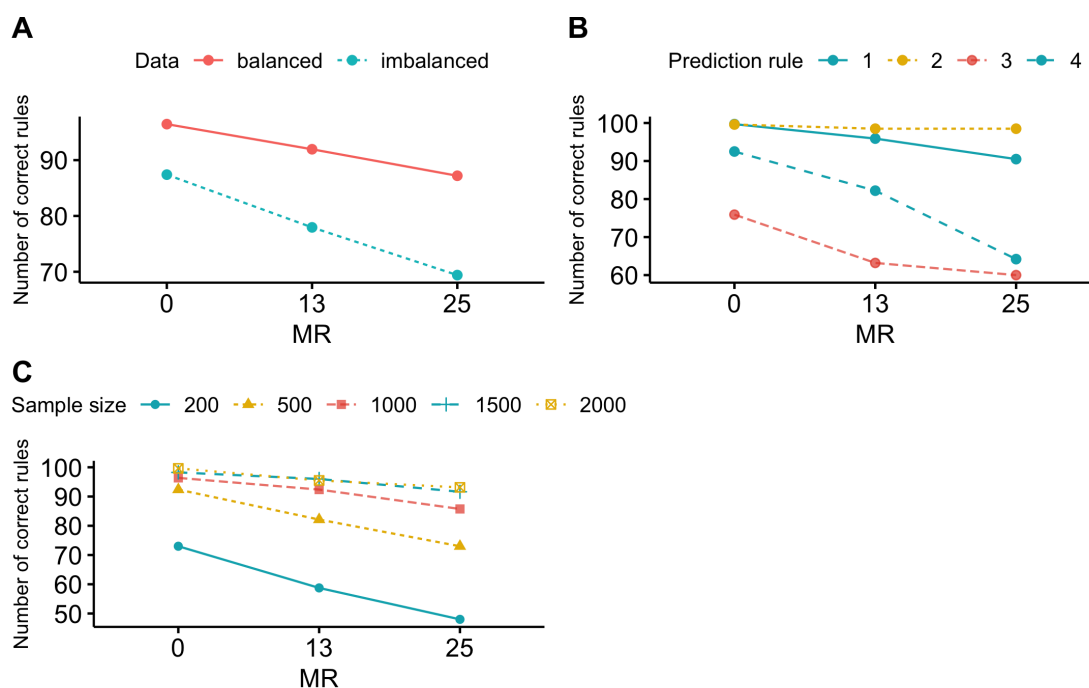 A
Data balanced imbalanced
Number of correct rules
90
80
70
0 13 25
MR
B
Prediction rule 1 2 3 4
Number of correct rules
100
90
80
70
60
0 13 25
MR
C
Sample size 200 500 1000 1500 2000
Number of correct rules
100
90
80
70
60
50
0 13 25
MR